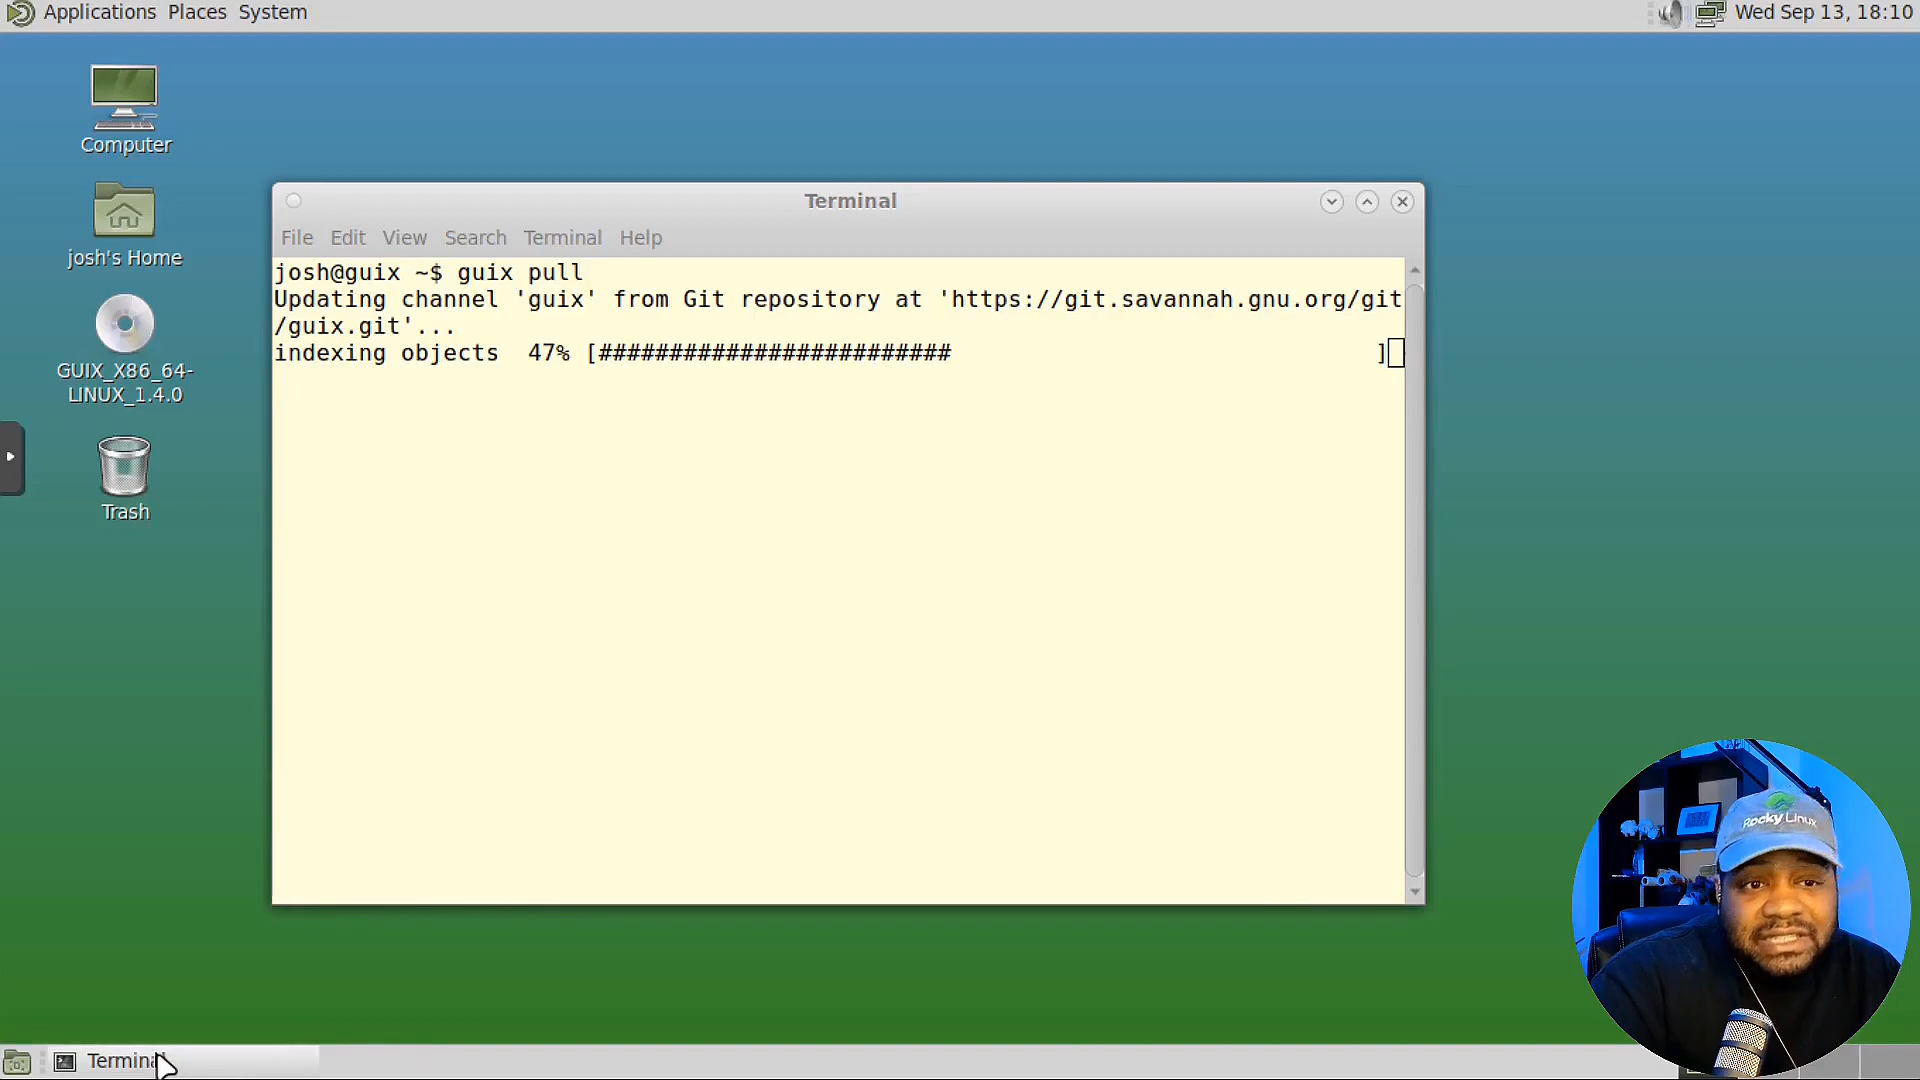 Applications Places System
Wed Sep 13, 18:10
Computer
josh's Home
GUIX_X86_64-
LINUX_1.4.0
Trash
Terminal
File Edit View Search Terminal Help
josh@guix ~$ guix pull
Updating channel 'guix' from Git repository at 'https://git.savannah.gnu.org/git
/guix.git'...
indexing objects 47% [######################### ]
Rocky Linux
Terminal